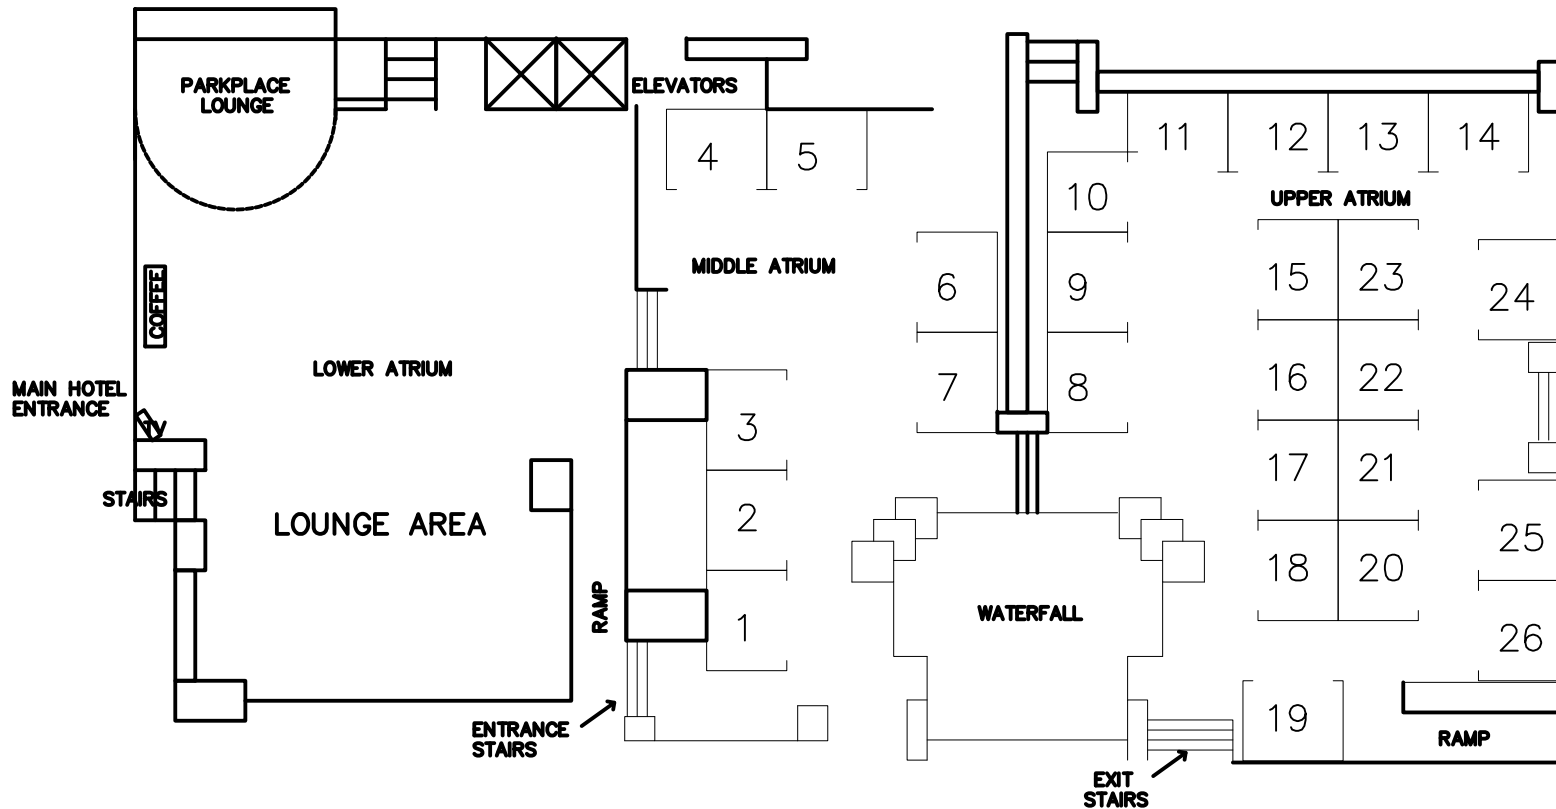 PARKPLACE
LOUNGE
ELEVATORS
4
5
11
12
13
14
10
UPPER ATRIUM
MIDDLE ATRIUM
COFFEE
6
9
15
23
24
LOWER ATRIUM
MAIN HOTEL
ENTRANCE
TV
7
8
16
22
3
STAIRS
LOUNGE AREA
2
17
21
25
RAMP
1
WATERFALL
18
20
26
ENTRANCE
STAIRS
19
RAMP
EXIT
STAIRS